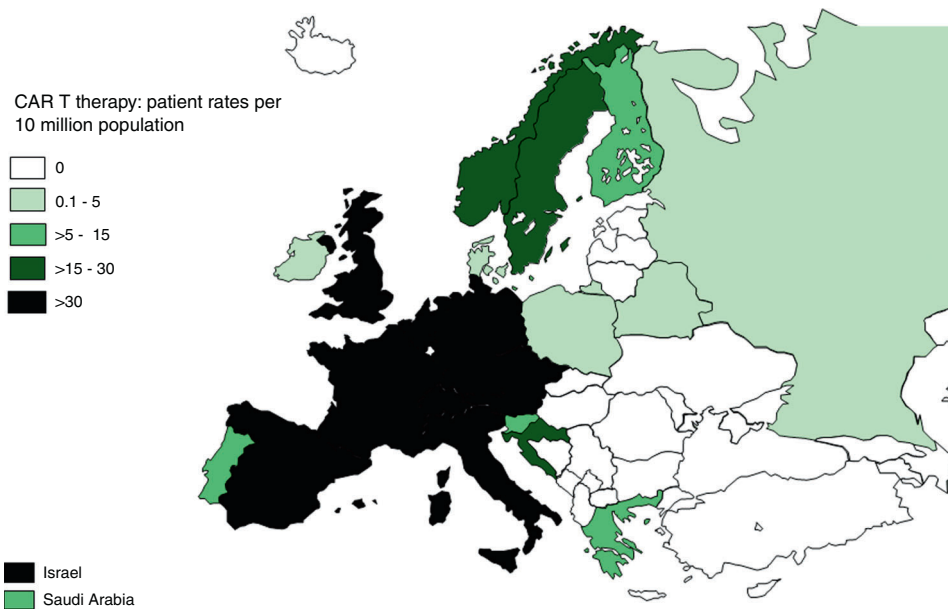 CAR T therapy: patient rates per
10 million population
0
0.1 - 5
>5 - 15
>15 - 30
>30
Israel
Saudi Arabia